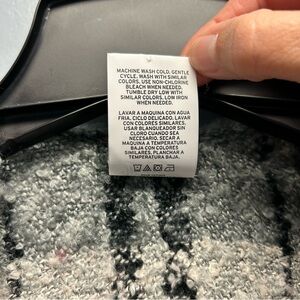 MACHINE WASH COLD, GENTLE
CYCLE. WASH WITH SIMILAR
COLORS. USE NON-CHLORINE
BLEACH WHEN NEEDED.
TUMBLE DRY LOW WITH
SIMILAR COLORS, LOW IRON
WHEN NEEDED.
LAVAR A MAQUINA CON AGUA
FRIA, CICLO DELICADO. LAVAR
CON COLORES SIMILARES.
USAR BLANQUEADOR SIN
CLORO CUANDO SEA
NECESARIO. SECAR A
MAQUINA A TEMPERATURA
BAJA CON COLORES
SIMILARES. PLANCHAR A
TEMPERATURA BAJA.